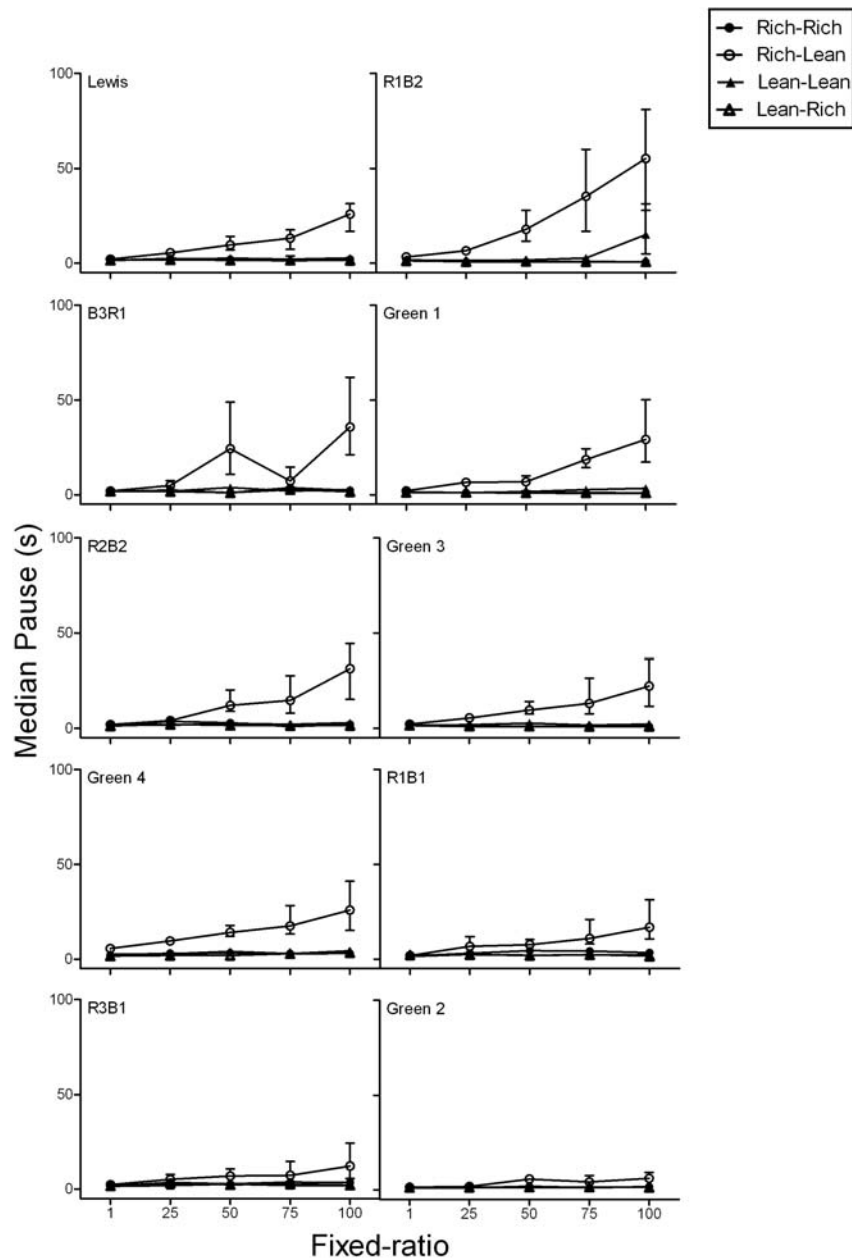 Rich-Rich
Rich-Lean
Lean-Lean
Lean-Rich
Lewis
R1B2
100
50
0
B3R1
Green 1
100
50
0
R2B2
Green 3
100
50
0
Green 4
R1B1
100
50
0
R3B1
Green 2
100
50
0
1 25 50 75 100 1 25 50 75 100
Median Pause (s)
Fixed-ratio